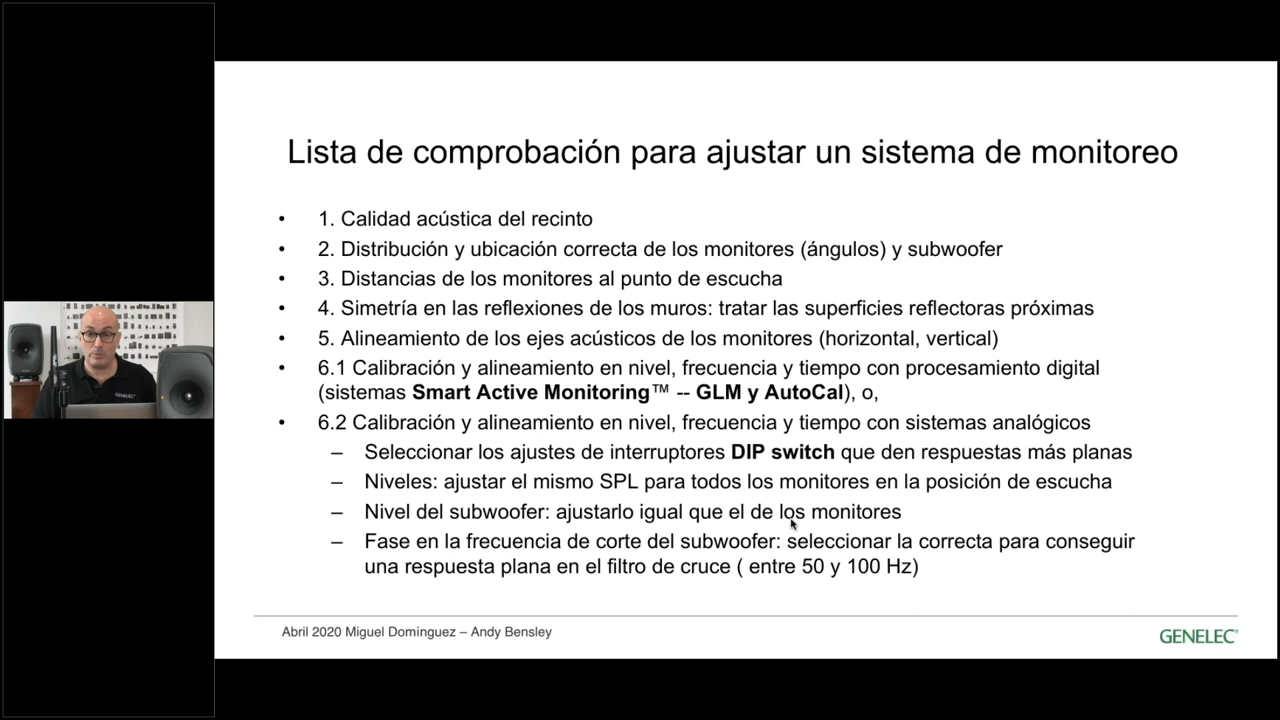 Lista de comprobación para ajustar un sistema de monitoreo
• 1. Calidad acústica del recinto
• 2. Distribución y ubicación correcta de los monitores (ángulos) y subwoofer
• 3. Distancias de los monitores al punto de escucha
• 4. Simetría en las reflexiones de los muros: tratar las superficies reflectoras próximas
• 5. Alineamiento de los ejes acústicos de los monitores (horizontal, vertical)
• 6.1 Calibración y alineamiento en nivel, frecuencia y tiempo con procesamiento digital
(sistemas Smart Active Monitoring™ -- GLM y AutoCal), o,
• 6.2 Calibración y alineamiento en nivel, frecuencia y tiempo con sistemas analógicos
– Seleccionar los ajustes de interruptores DIP switch que den respuestas más planas
– Niveles: ajustar el mismo SPL para todos los monitores en la posición de escucha
– Nivel del subwoofer: ajustarlo igual que el de los monitores
– Fase en la frecuencia de corte del subwoofer: seleccionar la correcta para conseguir
una respuesta plana en el filtro de cruce ( entre 50 y 100 Hz)
Abril 2020 Miguel Domínguez – Andy Bensley
GENELEC®
GENELEC